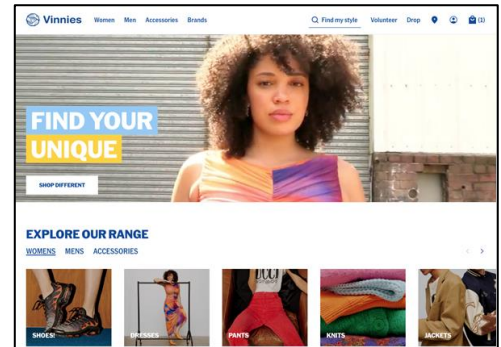 Vinnies Women Men Accessories Brands Find my style Volunteer Drop (1)
FIND YOUR
UNIQUE
SHOP DIFFERENT
EXPLORE OUR RANGE
WOMENS MENS ACCESSORIES
SHOES! DRESSES PANTS KNITS JACKETS